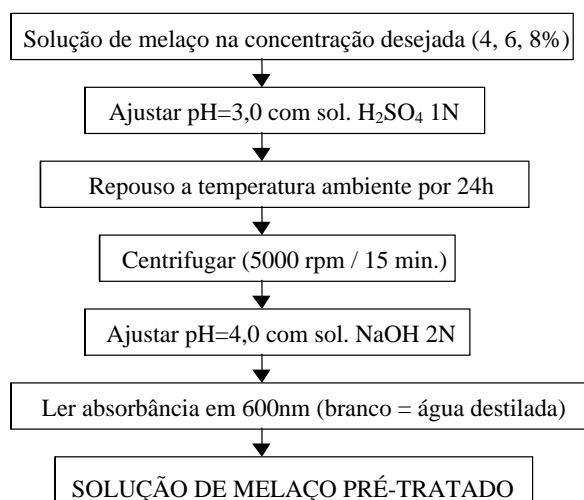 Solução de melaço na concentração desejada (4, 6, 8%)
Ajustar pH=3,0 com sol. H₂SO₄ 1N
Repouso a temperatura ambiente por 24h
Centrifugar (5000 rpm / 15 min.)
Ajustar pH=4,0 com sol. NaOH 2N
Ler absorbância em 600nm (branco = água destilada)
SOLUÇÃO DE MELAÇO PRÉ-TRATADO